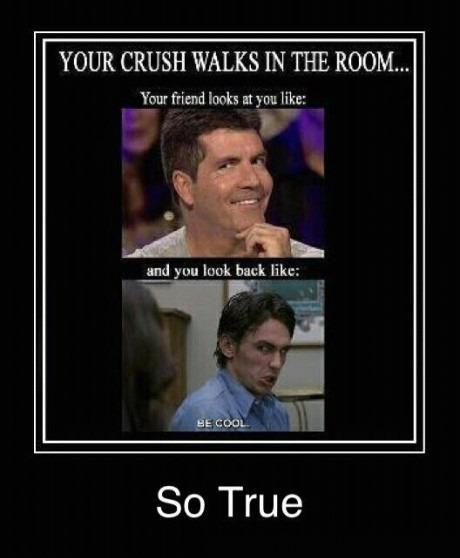 YOUR CRUSH WALKS IN THE ROOM...
Your friend looks at you like:
and you look back like:
BE COOL.
So True